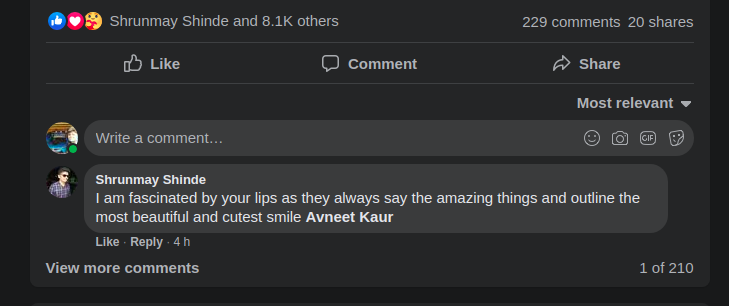 Shrunmay Shinde and 8.1K others
229 comments 20 shares
Like
Comment
Share
Most relevant
Write a comment…
GIF
Shrunmay Shinde
I am fascinated by your lips as they always say the amazing things and outline the
most beautiful and cutest smile Avneet Kaur
Like · Reply · 4 h
View more comments
1 of 210